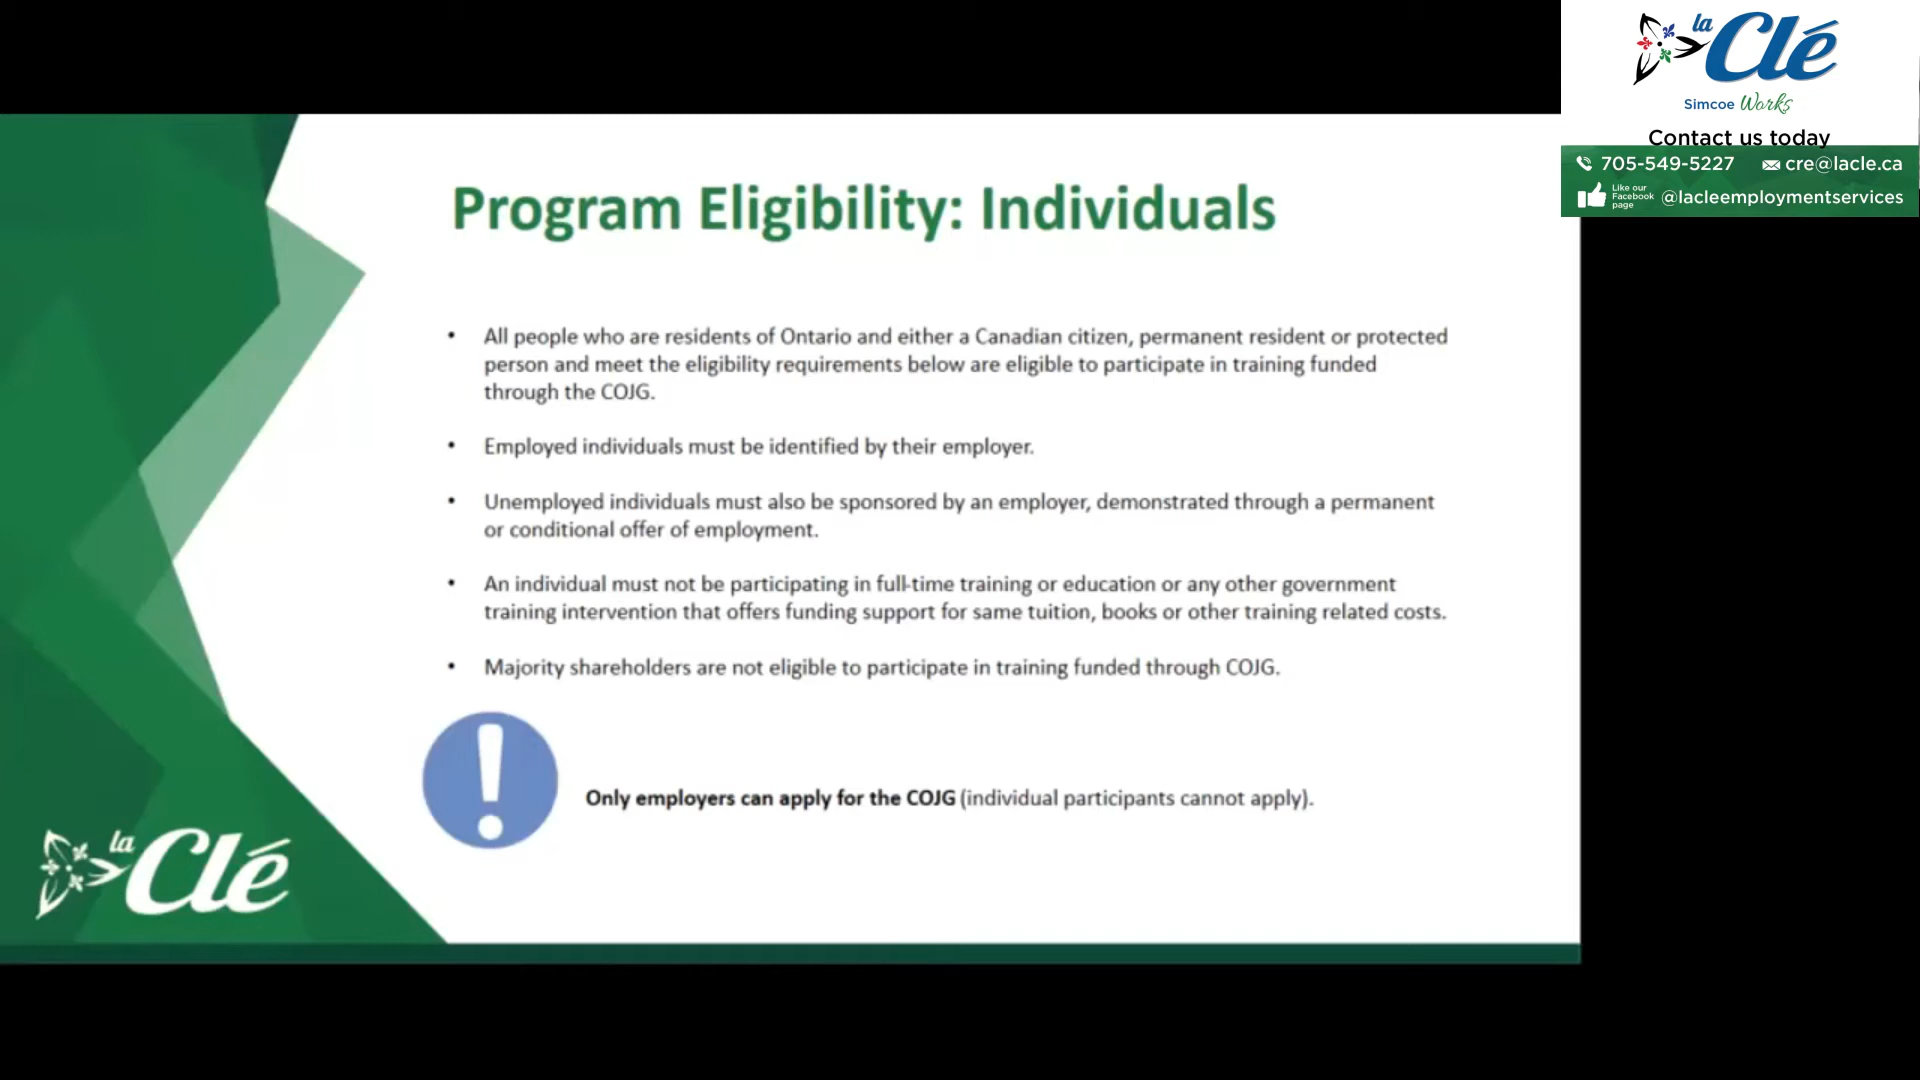 la Clé
Simcoe Works
Contact us today
705-549-5227 cre@lacle.ca
Like our
Facebook
page
@lacleemploymentservices
Program Eligibility: Individuals
• All people who are residents of Ontario and either a Canadian citizen, permanent resident or protected
person and meet the eligibility requirements below are eligible to participate in training funded
through the COJG.
• Employed individuals must be identified by their employer.
• Unemployed individuals must also be sponsored by an employer, demonstrated through a permanent
or conditional offer of employment.
• An individual must not be participating in full-time training or education or any other government
training intervention that offers funding support for same tuition, books or other training related costs.
• Majority shareholders are not eligible to participate in training funded through COJG.
Only employers can apply for the COJG (individual participants cannot apply).
la Clé